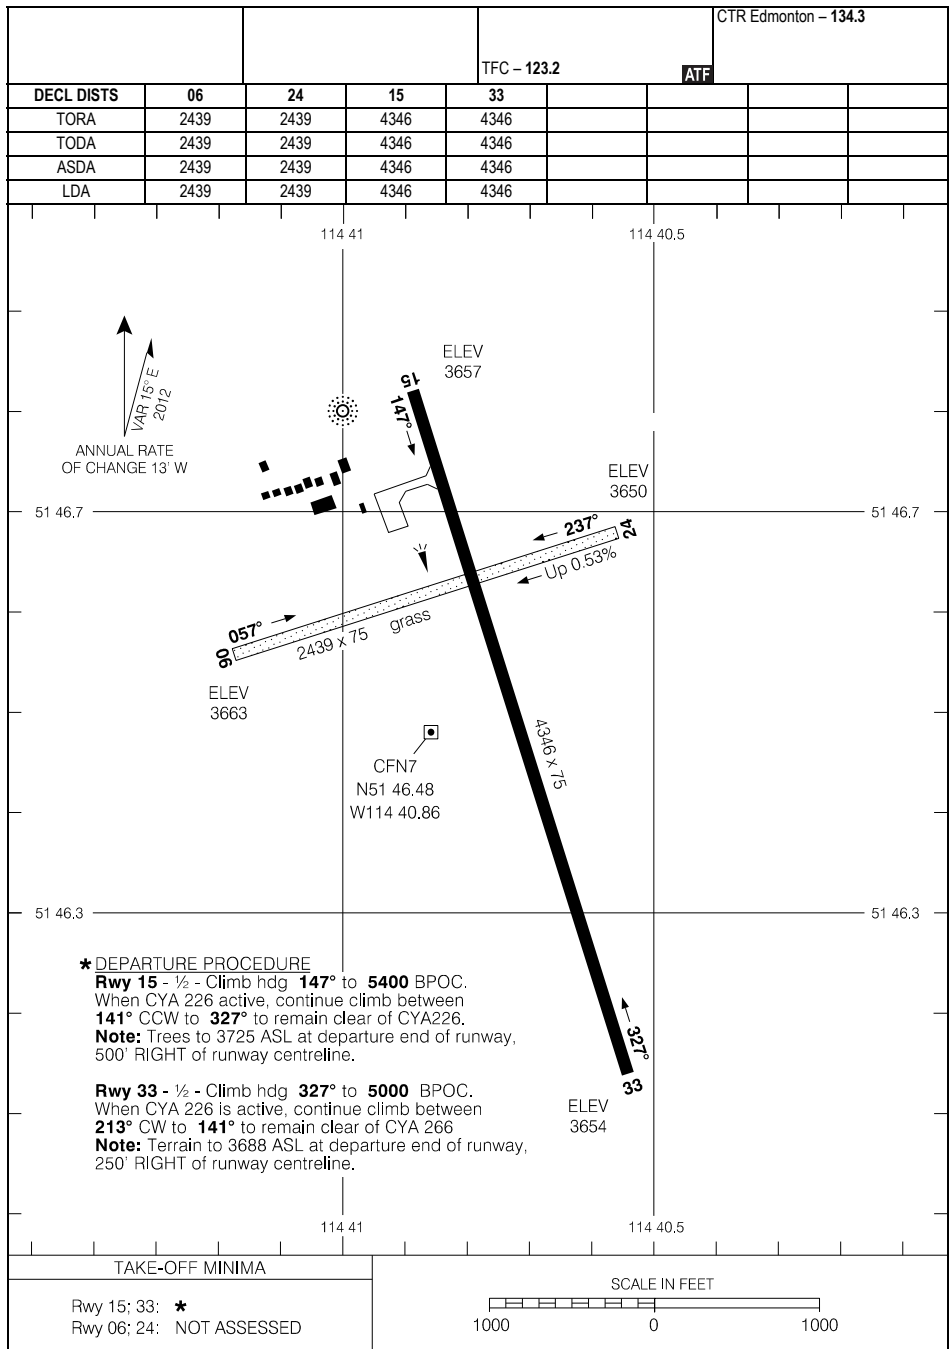 CTR Edmonton – 134.3
TFC – 123.2
ATF
DECL DISTS 06 24 15 33
TORA 2439 2439 4346 4346
TODA 2439 2439 4346 4346
ASDA 2439 2439 4346 4346
LDA 2439 2439 4346 4346
114 41
114 40.5
VAR 15° E
2012
ANNUAL RATE
OF CHANGE 13' W
ELEV
3657
15
147°
ELEV
3650
51 46.7
51 46.7
237°
24
Up 0.53%
057°
06
2439 x 75 grass
ELEV
3663
4346 x 75
CFN7
N51 46.48
W114 40.86
51 46.3
51 46.3
* DEPARTURE PROCEDURE
Rwy 15 - ½ - Climb hdg 147° to 5400 BPOC.
When CYA 226 active, continue climb between
141° CCW to 327° to remain clear of CYA226.
Note: Trees to 3725 ASL at departure end of runway,
500' RIGHT of runway centreline.
Rwy 33 - ½ - Climb hdg 327° to 5000 BPOC.
When CYA 226 is active, continue climb between
213° CW to 141° to remain clear of CYA 266
Note: Terrain to 3688 ASL at departure end of runway,
250' RIGHT of runway centreline.
327°
33
ELEV
3654
114 41
114 40.5
TAKE-OFF MINIMA
Rwy 15; 33: *
Rwy 06; 24: NOT ASSESSED
SCALE IN FEET
1000 0 1000